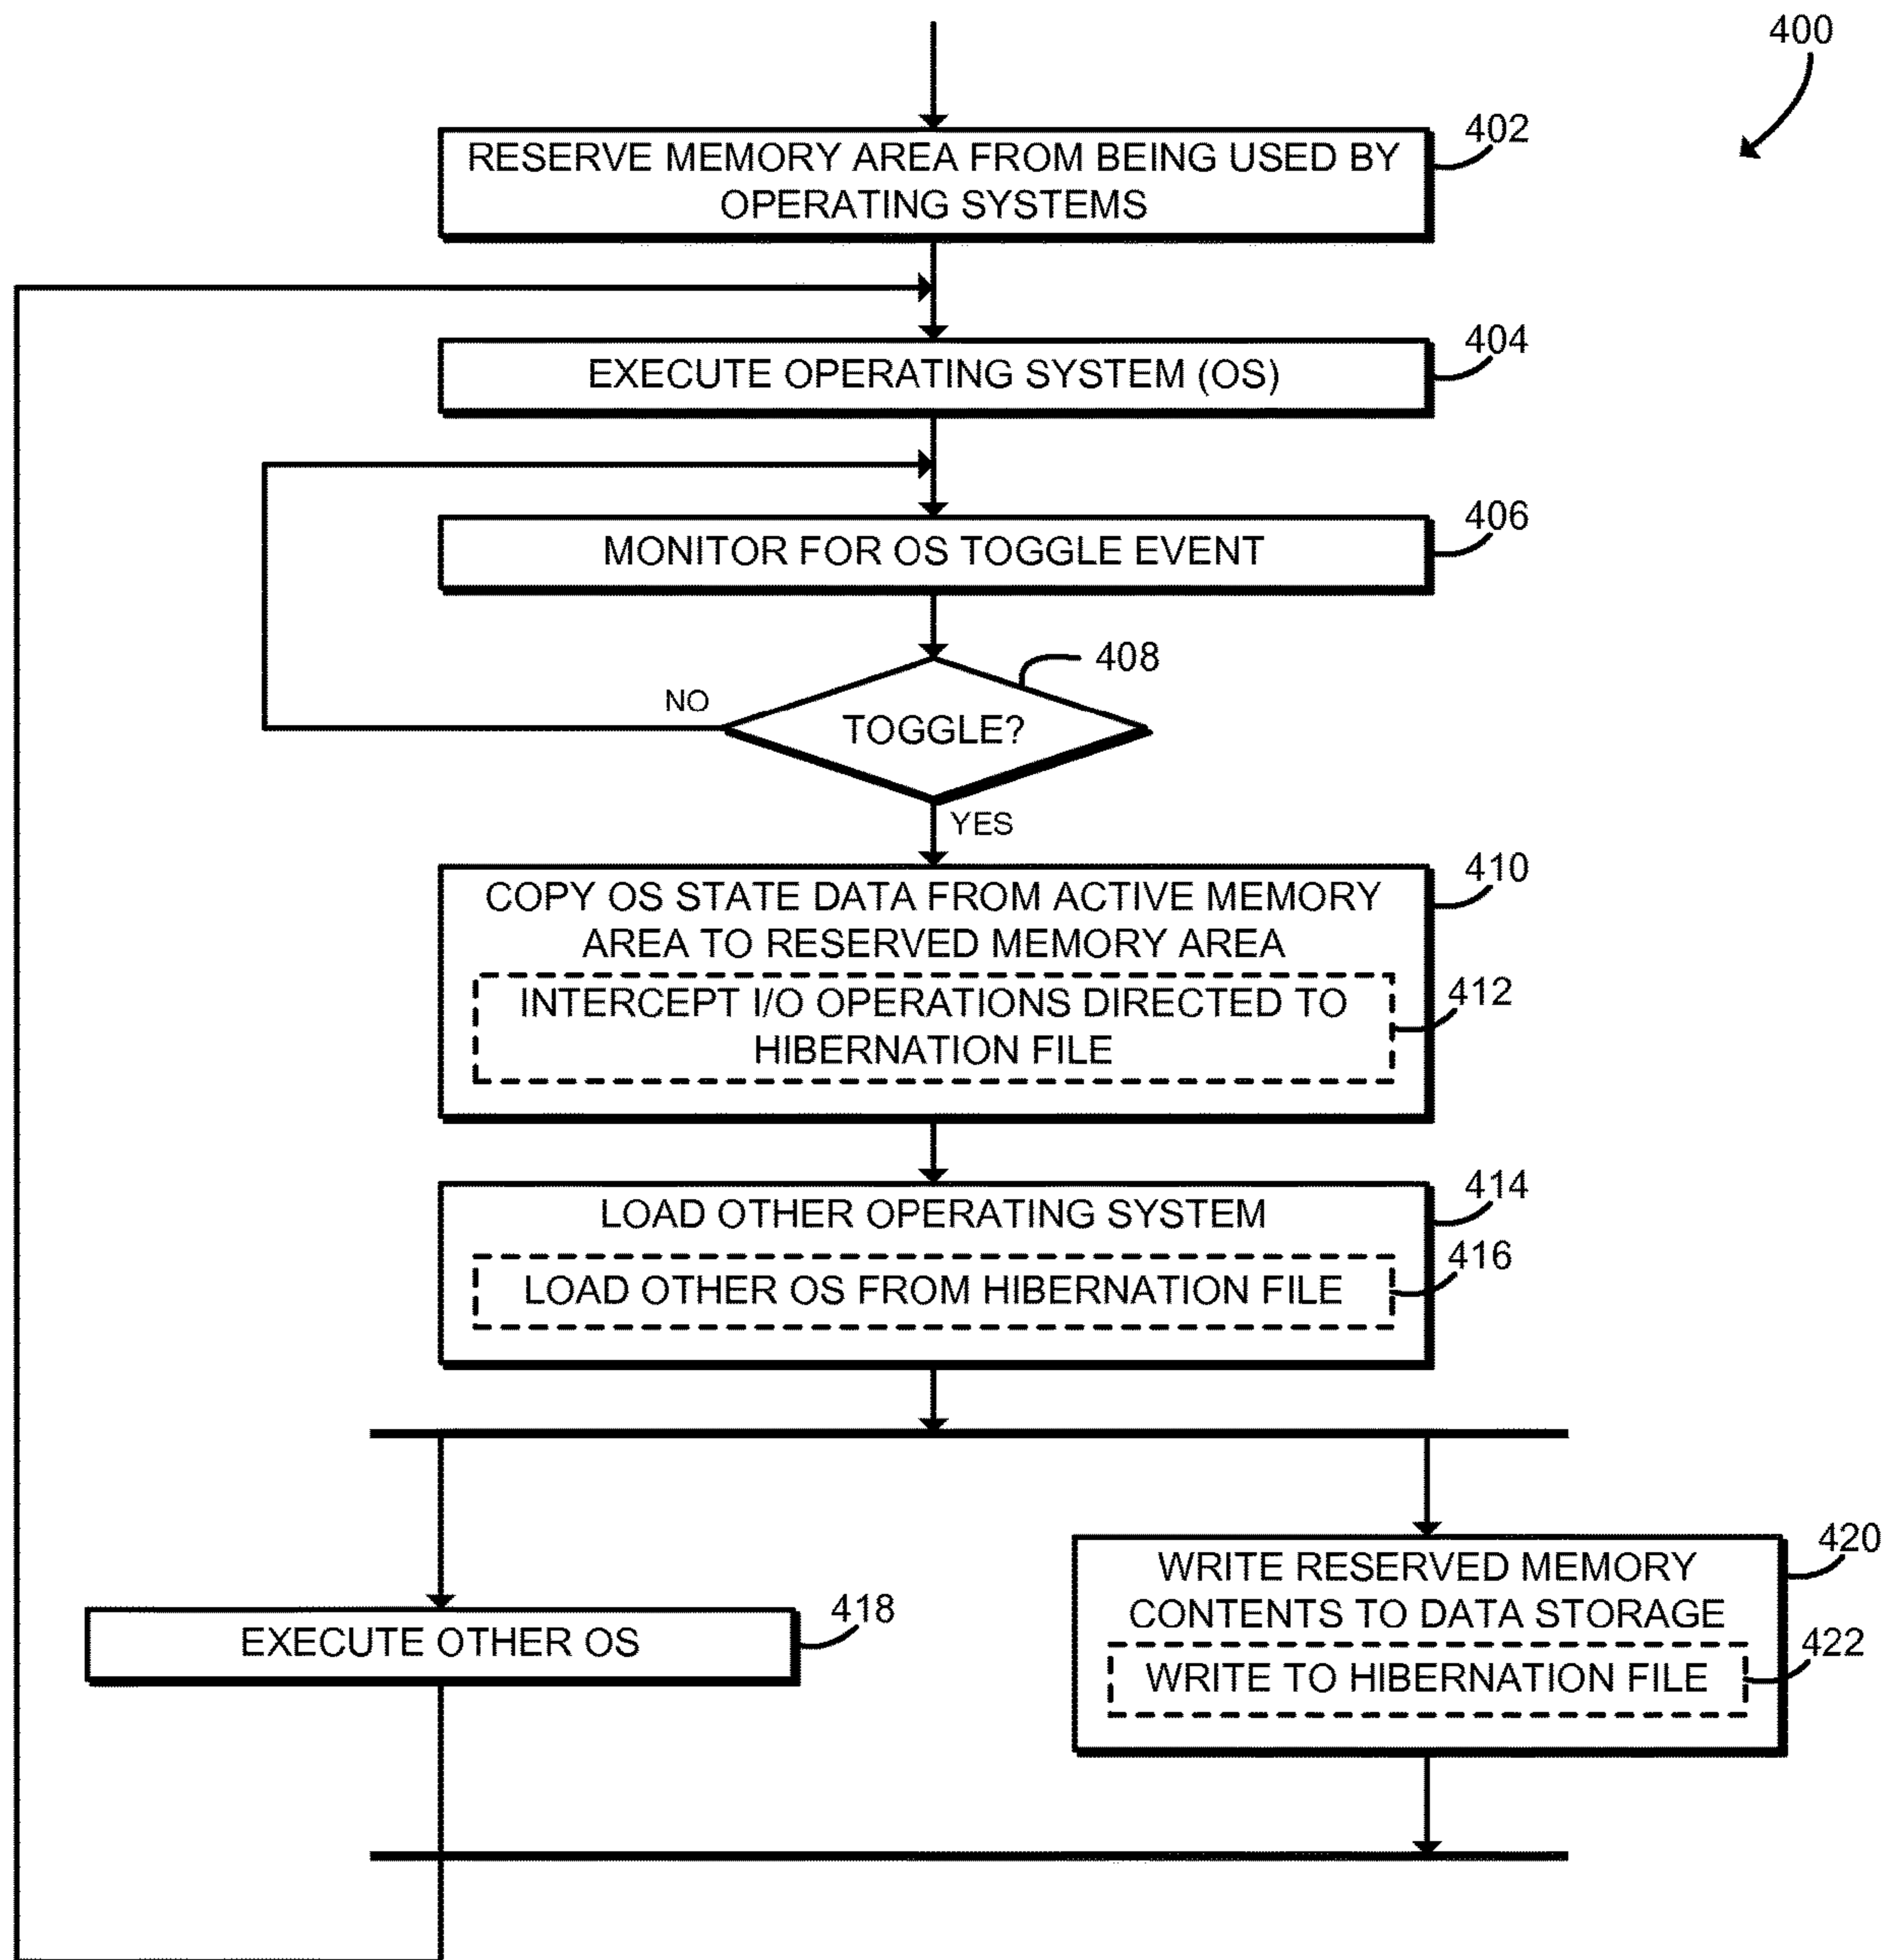 400
402
RESERVE MEMORY AREA FROM BEING USED BY
OPERATING SYSTEMS
404
EXECUTE OPERATING SYSTEM (OS)
406
MONITOR FOR OS TOGGLE EVENT
408
NO
TOGGLE?
YES
410
COPY OS STATE DATA FROM ACTIVE MEMORY
AREA TO RESERVED MEMORY AREA
412
INTERCEPT I/O OPERATIONS DIRECTED TO
HIBERNATION FILE
414
LOAD OTHER OPERATING SYSTEM
416
LOAD OTHER OS FROM HIBERNATION FILE
418
EXECUTE OTHER OS
420
WRITE RESERVED MEMORY
CONTENTS TO DATA STORAGE
422
WRITE TO HIBERNATION FILE